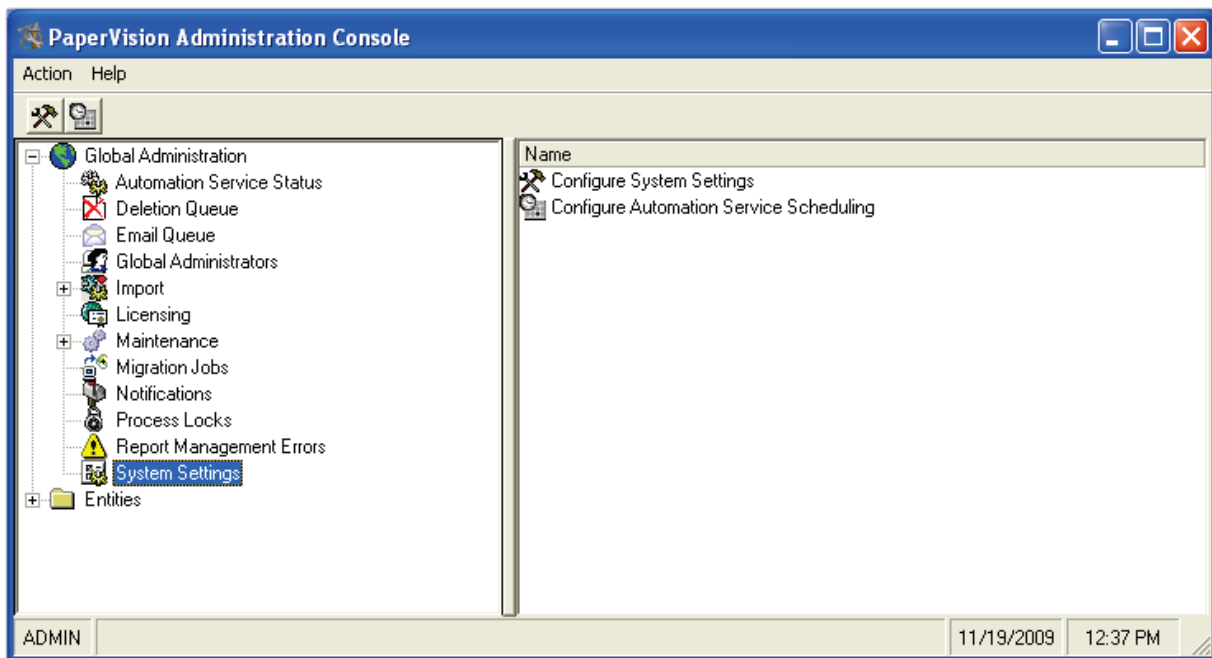 PaperVision Administration Console
Action Help
Global Administration
Automation Service Status
Deletion Queue
Email Queue
Global Administrators
Import
Licensing
Maintenance
Migration Jobs
Notifications
Process Locks
Report Management Errors
System Settings
Entities
Name
Configure System Settings
Configure Automation Service Scheduling
ADMIN 11/19/2009 12:37 PM